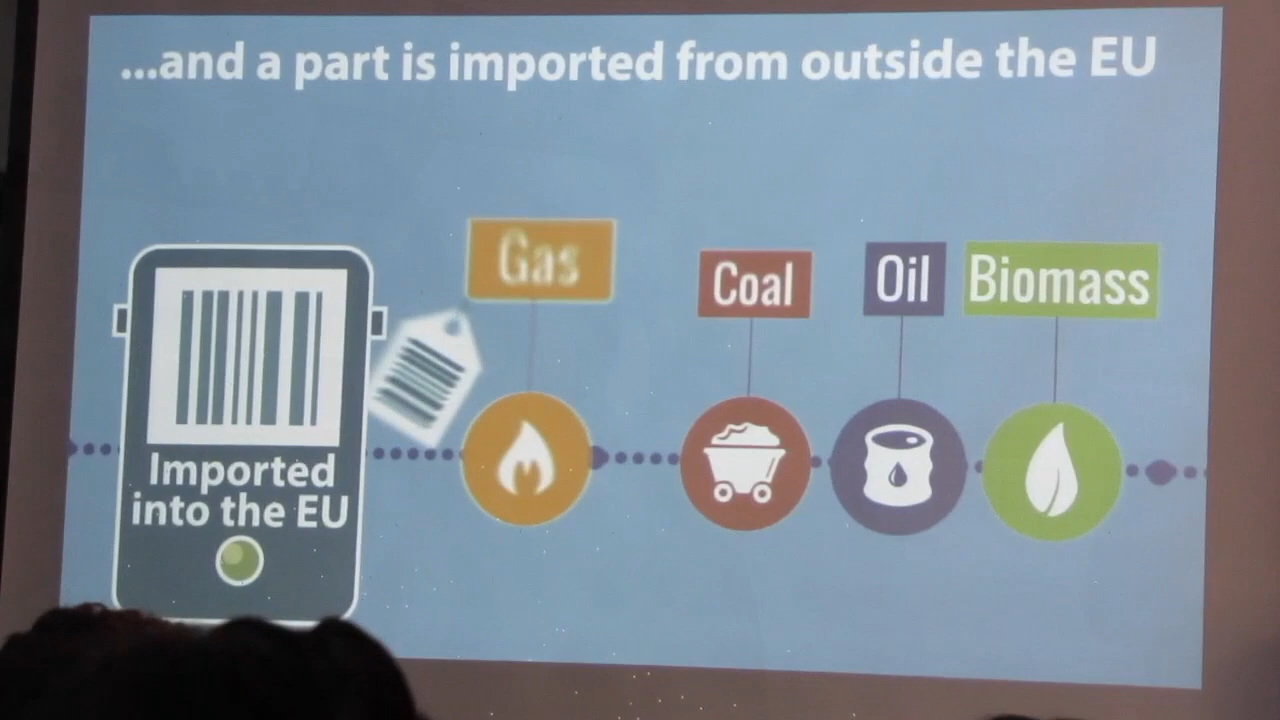 ...and a part is imported from outside the EU
Gas
Coal
Oil
Biomass
Imported
into the EU